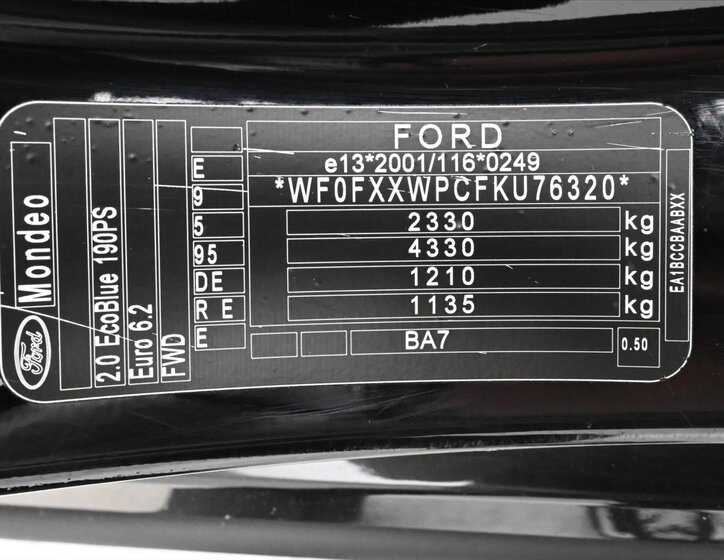 Ford
Mondeo
2.0 EcoBlue 190PS
Euro 6.2
FWD
E
9
5
95
DE
R E
E
FORD
e13*2001/116*0249
*WF0FXXWPCFKU76320*
2330 kg
4330 kg
1210 kg
1135 kg
BA7
0.50
EA1BCCBAABXX